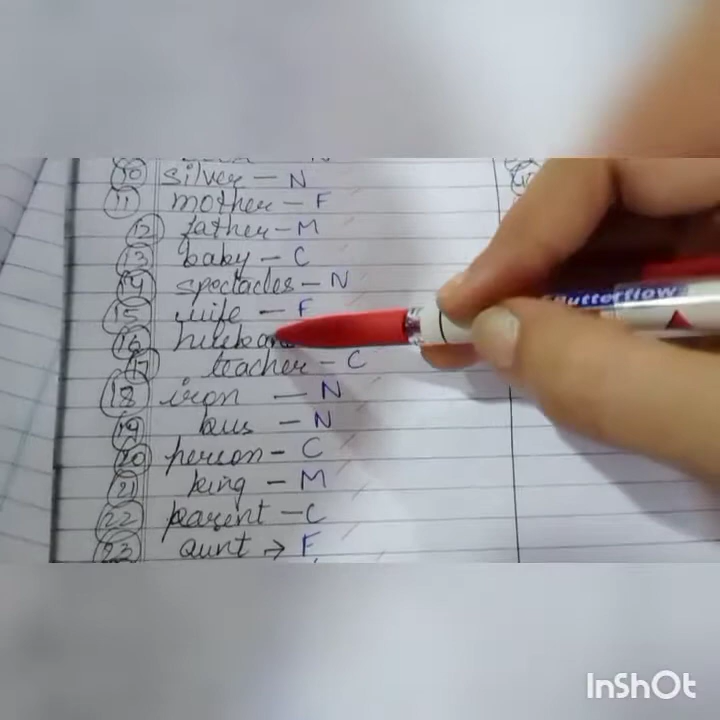 10 silver - N
11 mother - F
12 father - M
13 baby - C
14 spectacles - N
15 wife - F
16
17 teacher - C
18 iron - N
19 bus - N
20 person - C
21 king - M
22 parent - C
23 aunt → F
Butterflow
InShOt